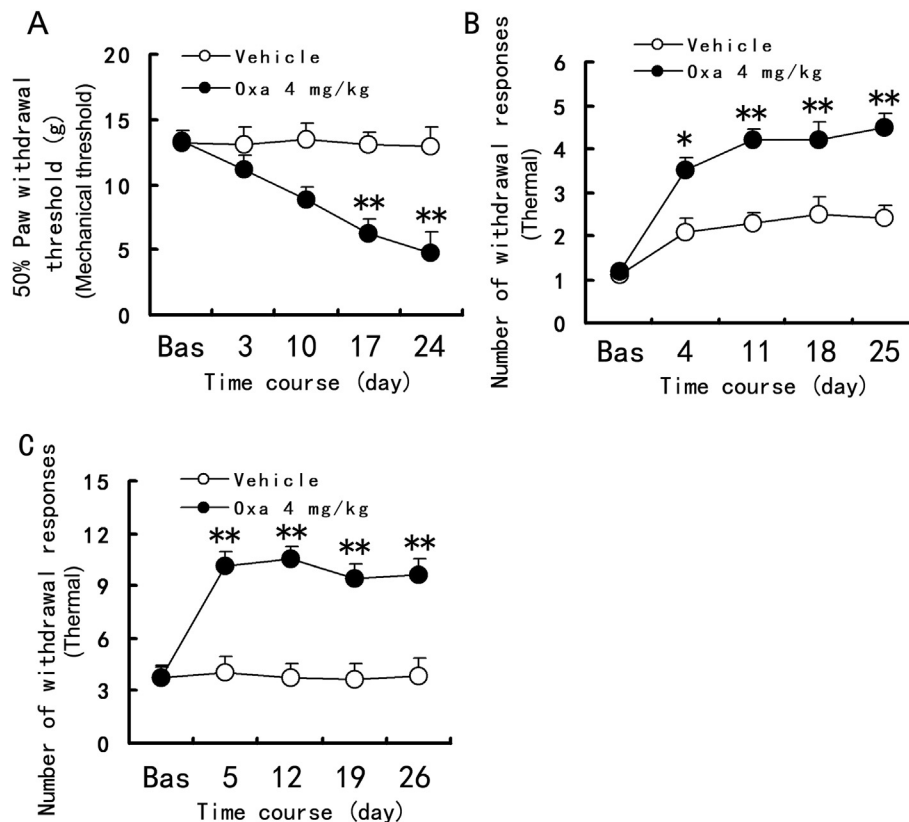 A
Vehicle
Oxa 4 mg/kg
20
15
10
5
0
50% Paw withdrawal
threshold (g)
(Mechanical threshold)
**
**
Bas 3 10 17 24
Time course (day)
B
Vehicle
Oxa 4 mg/kg
6
5
4
3
2
1
0
Number of withdrawal responses
(Thermal)
*
**
**
**
Bas 4 11 18 25
Time course (day)
C
Vehicle
Oxa 4 mg/kg
15
12
9
6
3
0
Number of withdrawal responses
(Thermal)
**
**
**
**
Bas 5 12 19 26
Time course (day)